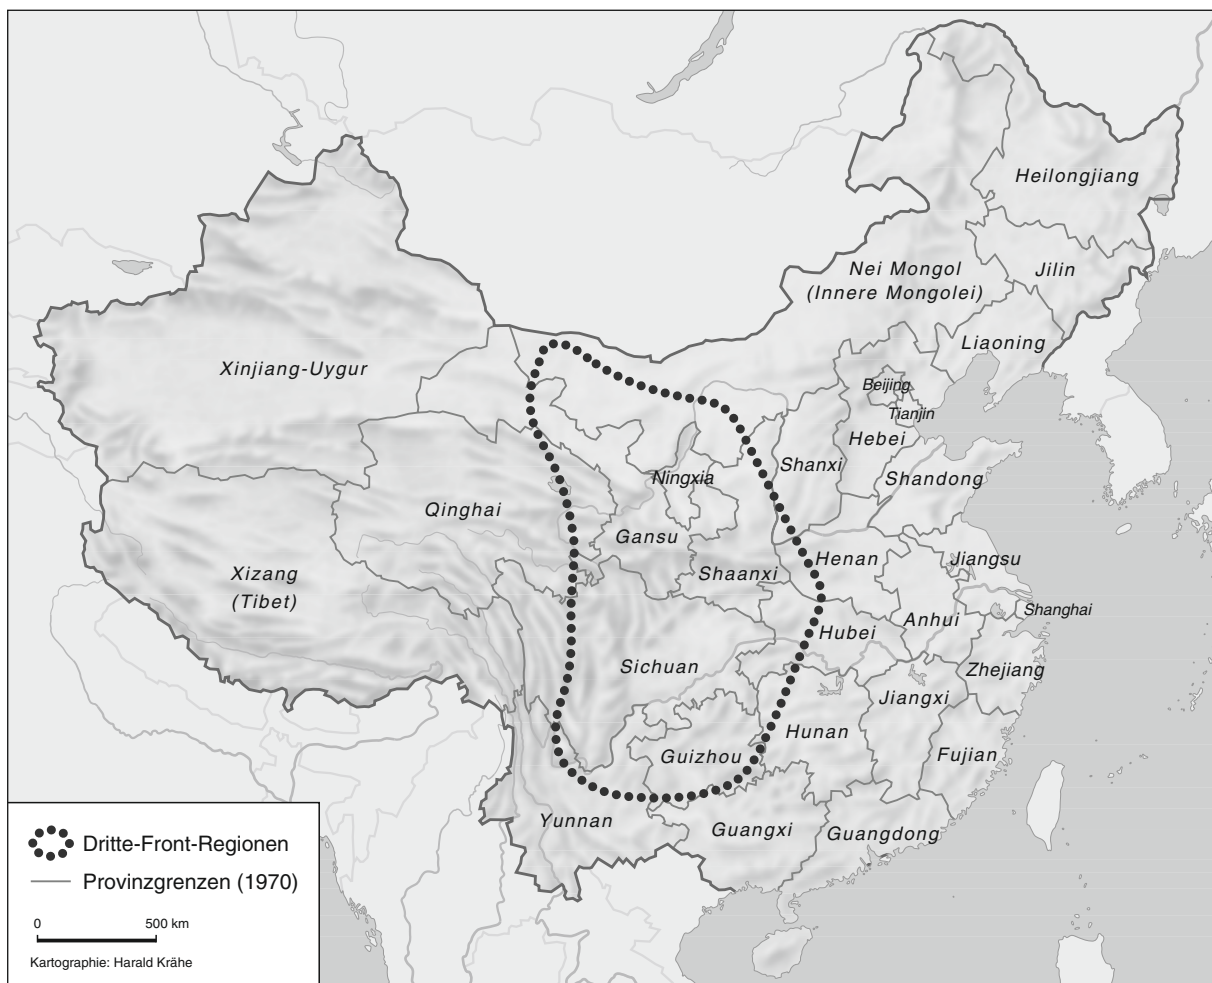 Heilongjiang
Nei Mongol
(Innere Mongolei)
Jilin
Liaoning
Xinjiang-Uygur
Beijing
Tianjin
Hebei
Shanxi
Shandong
Ningxia
Qinghai
Gansu
Henan
Jiangsu
Shaanxi
Xizang
(Tibet)
Shanghai
Anhui
Hubei
Sichuan
Zhejiang
Jiangxi
Hunan
Guizhou
Fujian
Yunnan
Guangxi
Guangdong
Dritte-Front-Regionen
Provinzgrenzen (1970)
0 500 km
Kartographie: Harald Krähe